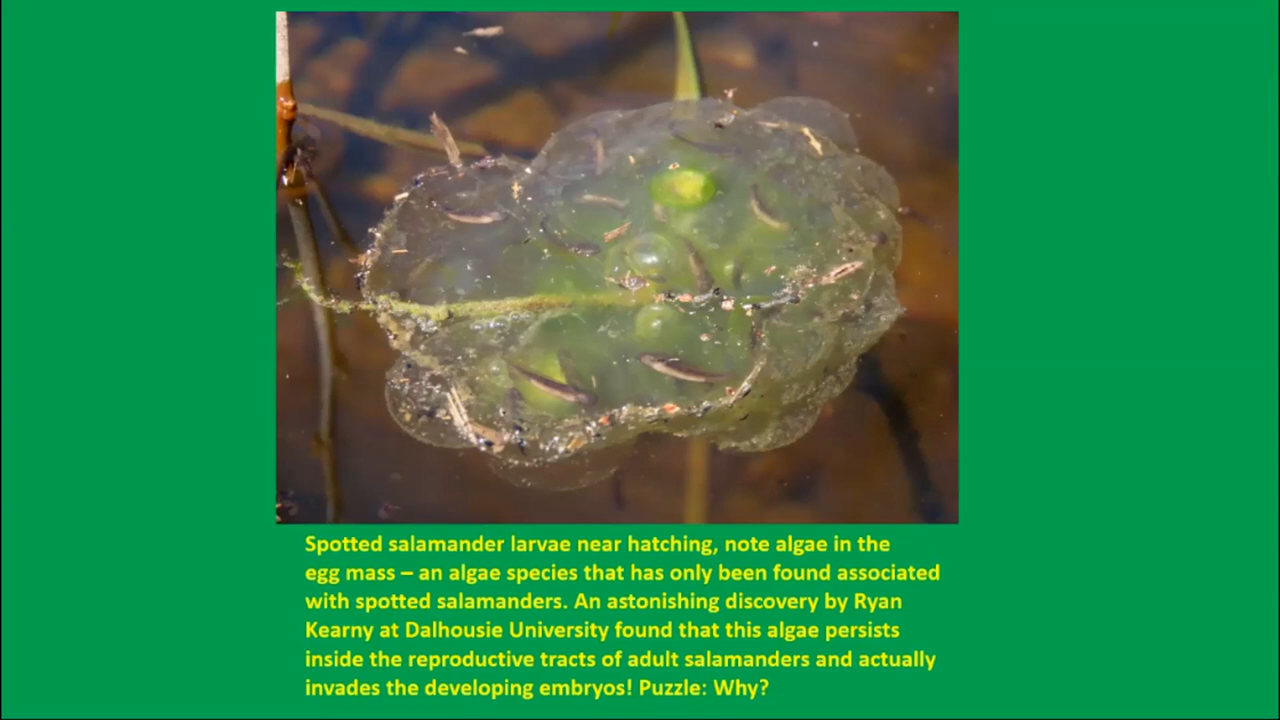 Spotted salamander larvae near hatching, note algae in the
egg mass – an algae species that has only been found associated
with spotted salamanders. An astonishing discovery by Ryan
Kearny at Dalhousie University found that this algae persists
inside the reproductive tracts of adult salamanders and actually
invades the developing embryos! Puzzle: Why?